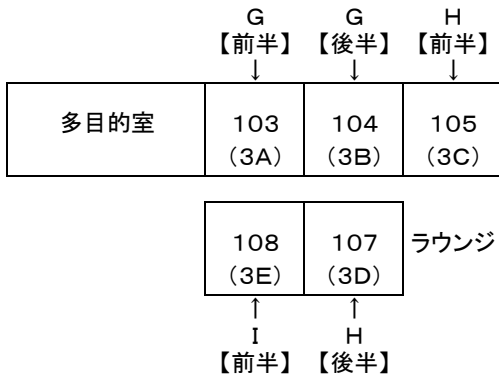 G G H
【前半】 【後半】 【前半】
↓ ↓ ↓
多目的室 103 104 105
(3A) (3B) (3C)
108 107 ラウンジ
(3E) (3D)
↑ ↑
I H
【前半】 【後半】